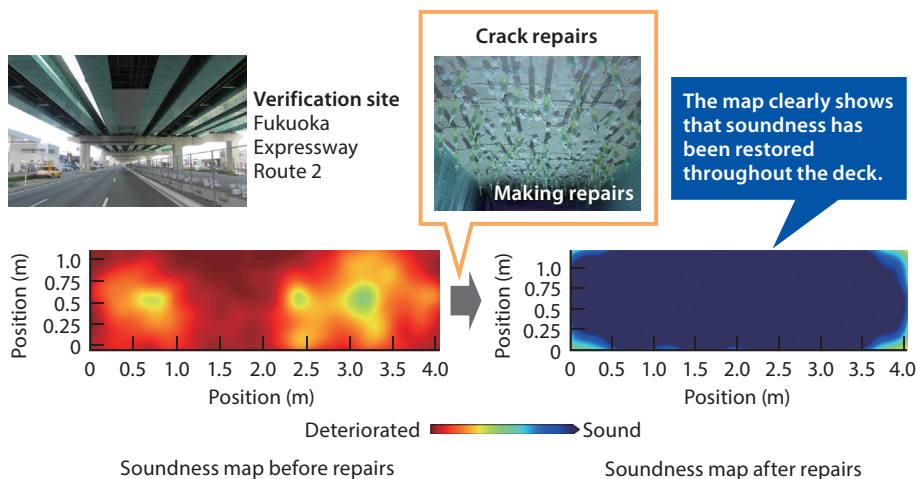 Verification site
Fukuoka
Expressway
Route 2
Crack repairs
Making repairs
The map clearly shows
that soundness has
been restored
throughout the deck.
Position (m)
1.0
0.75
0.5
0.25
0
0 0.5 1.0 1.5 2.0 2.5 3.0 3.5 4.0
Position (m)
Position (m)
1.0
0.75
0.5
0.25
0
0 0.5 1.0 1.5 2.0 2.5 3.0 3.5 4.0
Position (m)
Deteriorated Sound
Soundness map before repairs
Soundness map after repairs